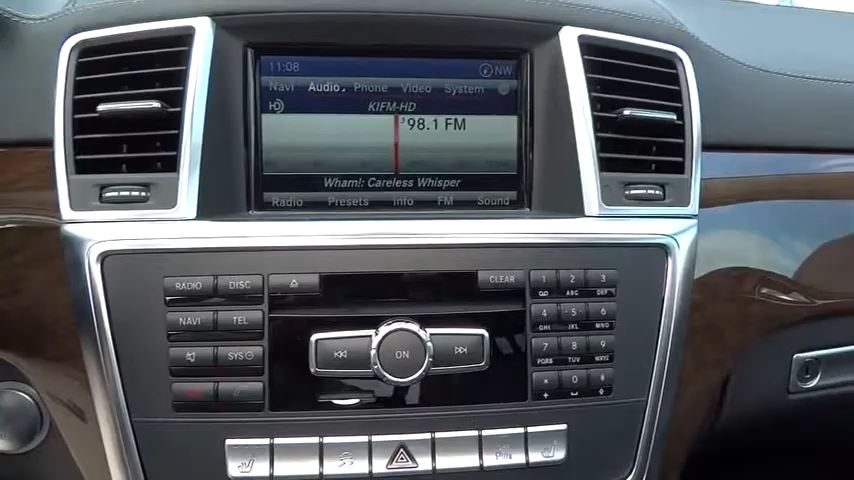 11:08 NW
Navi Audio Phone Video System
HD KIFM-HD
3 98.1 FM
Wham! Careless Whisper
Radio Presets Info FM Sound
RADIO DISC CLEAR 1 2 ABC 3 DEF
NAVI TEL 4 GHI 5 JKL 6 MNO
SYS ON 7 PQRS 8 TUV 9 WXYZ
* 0 #